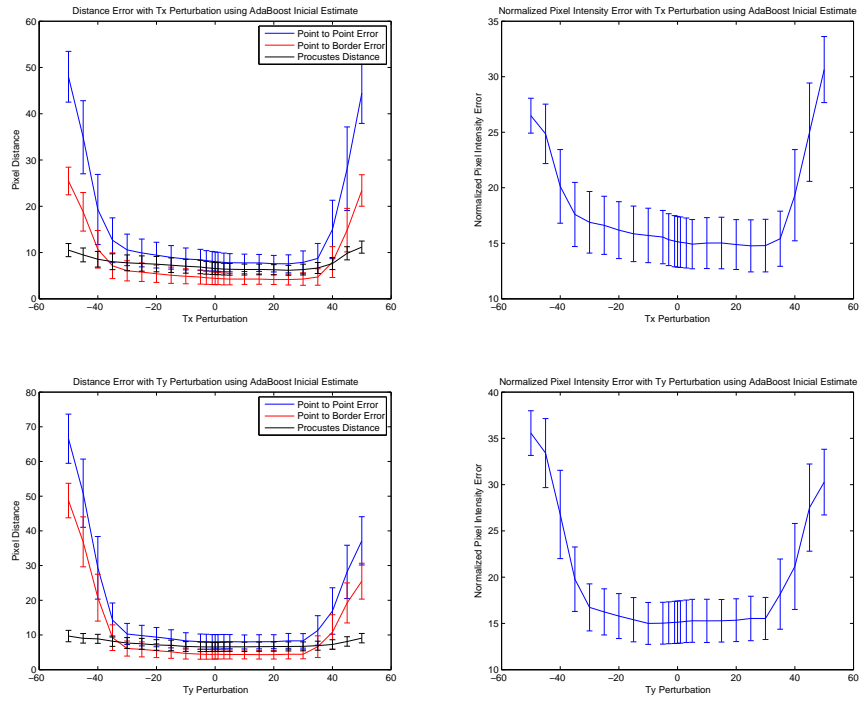 Distance Error with Tx Perturbation using AdaBoost Inicial Estimate
60
50
40
30
20
10
0
Pixel Distance
Point to Point Error
Point to Border Error
Procustes Distance
−60 −40 −20 0 20 40 60
Tx Perturbation
Normalized Pixel Intensity Error with Tx Perturbation using AdaBoost Inicial Estimate
35
30
25
20
15
10
Normalized Pixel Intensity Error
−60 −40 −20 0 20 40 60
Tx Perturbation
Distance Error with Ty Perturbation using AdaBoost Inicial Estimate
80
70
60
50
40
30
20
10
0
Pixel Distance
Point to Point Error
Point to Border Error
Procustes Distance
−60 −40 −20 0 20 40 60
Ty Perturbation
Normalized Pixel Intensity Error with Ty Perturbation using AdaBoost Inicial Estimate
40
35
30
25
20
15
10
Normalized Pixel Intensity Error
−60 −40 −20 0 20 40 60
Ty Perturbation